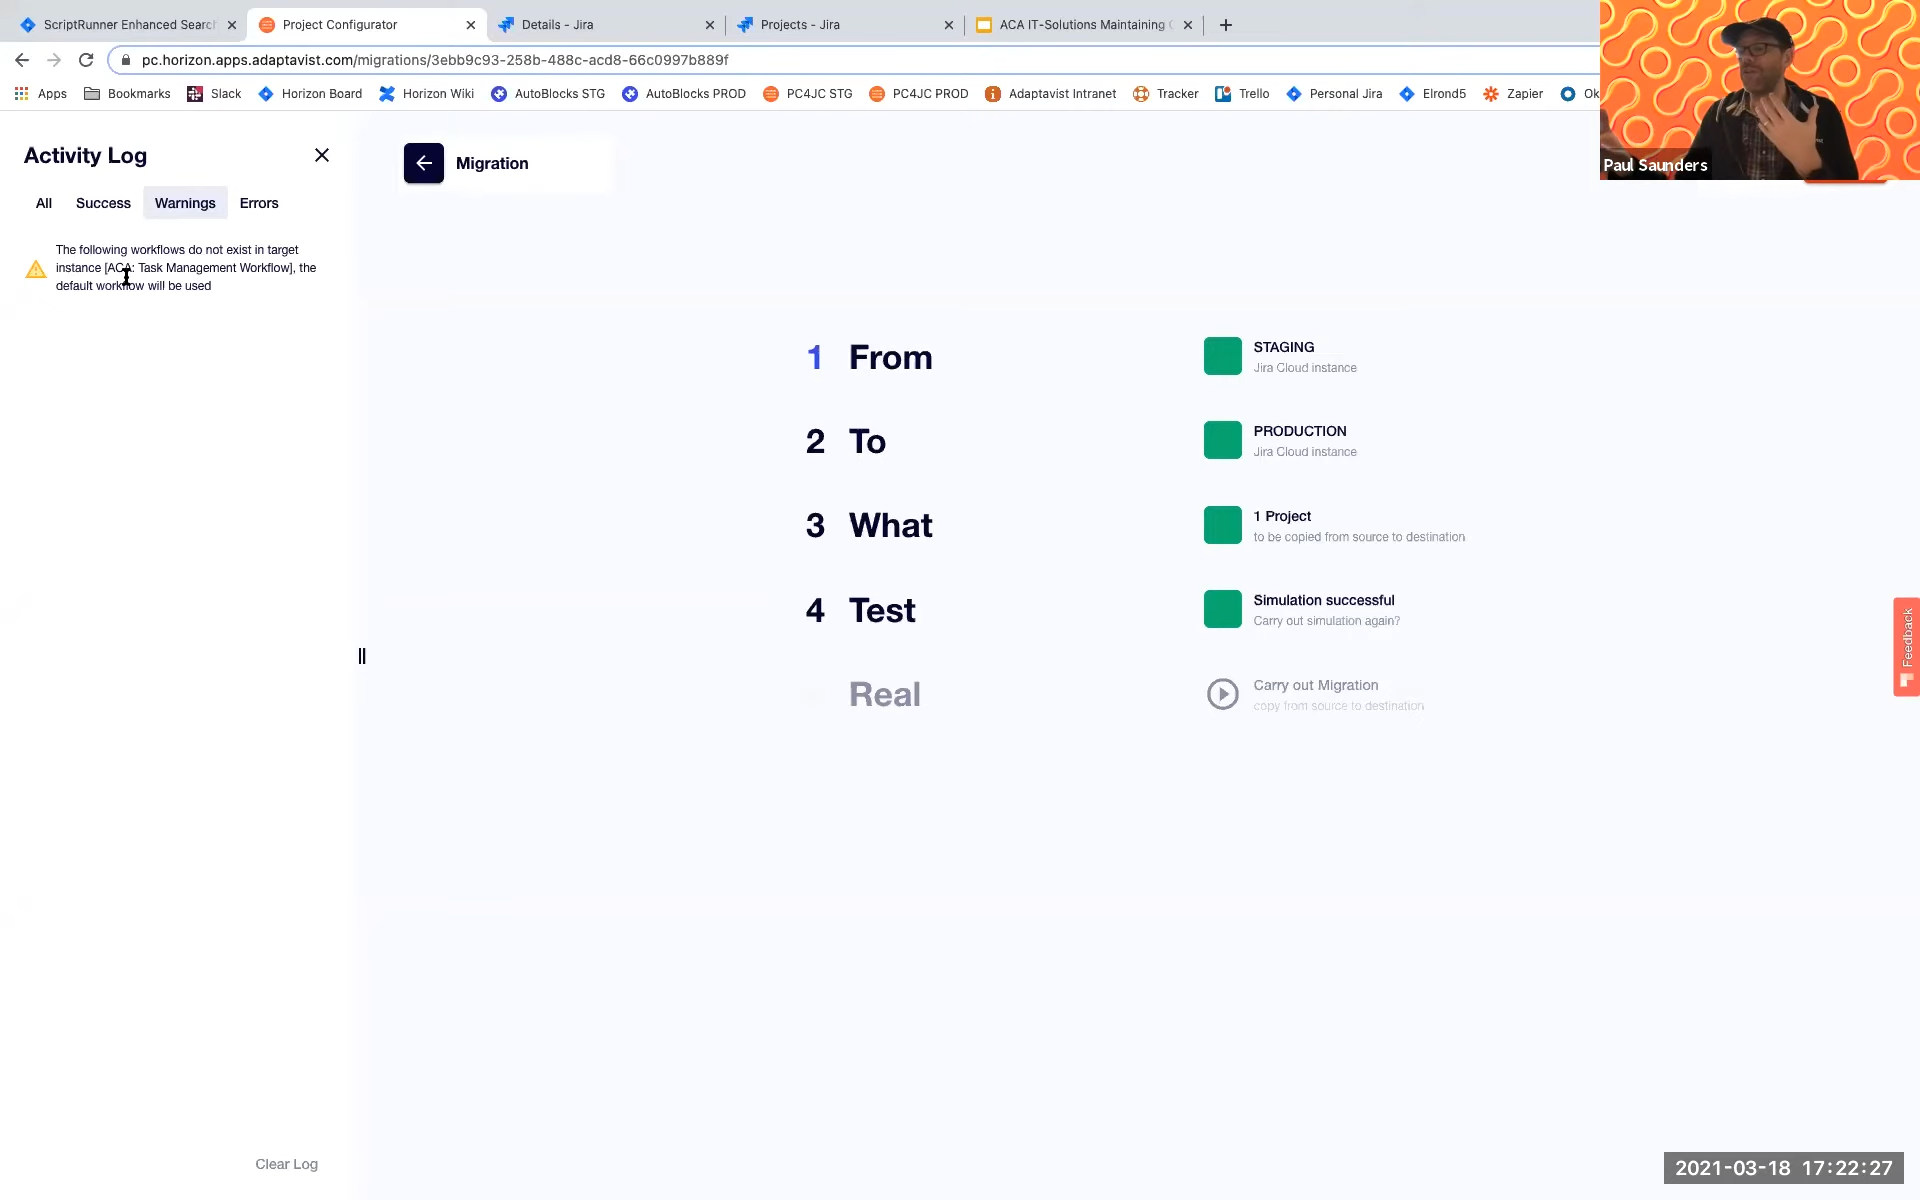 ScriptRunner Enhanced Search
Project Configurator
Details - Jira
Projects - Jira
ACA IT-Solutions Maintaining
pc.horizon.apps.adaptavist.com/migrations/3ebb9c93-258b-488c-acd8-66c0997b889f
Apps
Bookmarks
Slack
Horizon Board
Horizon Wiki
AutoBlocks STG
AutoBlocks PROD
PC4JC STG
PC4JC PROD
Adaptavist Intranet
Tracker
Trello
Personal Jira
Elrond5
Zapier
Ok
Paul Saunders
Activity Log
Migration
All
Success
Warnings
Errors
The following workflows do not exist in target
instance [ACA: Task Management Workflow], the
default workflow will be used
1 From
STAGING
Jira Cloud instance
2 To
PRODUCTION
Jira Cloud instance
3 What
1 Project
to be copied from source to destination
4 Test
Simulation successful
Carry out simulation again?
Real
Carry out Migration
copy from source to destination
Feedback
Clear Log
2021-03-18 17:22:27